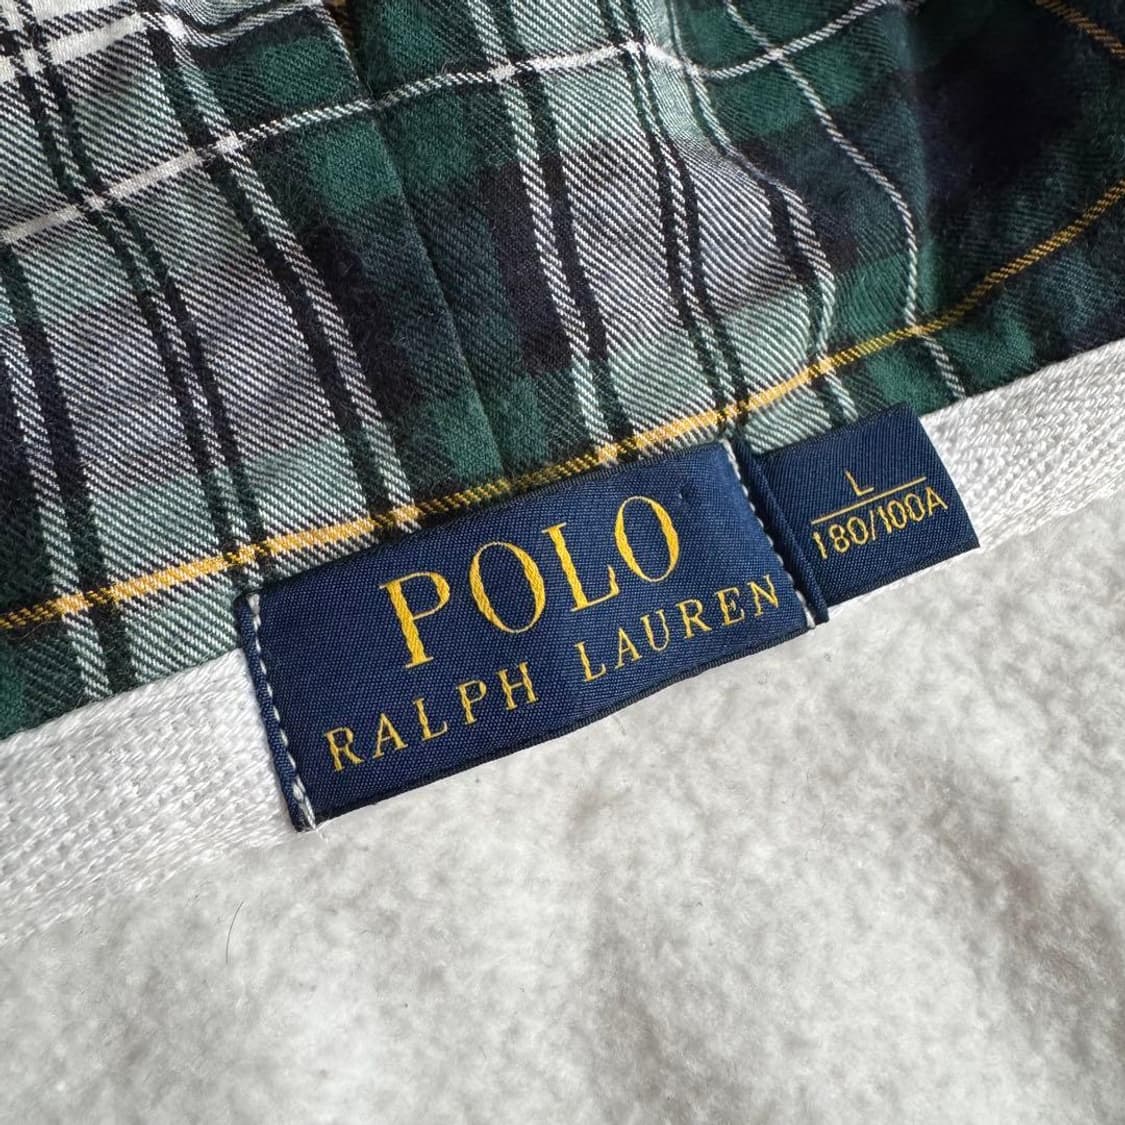 POLO
RALPH LAUREN
L
180/100A